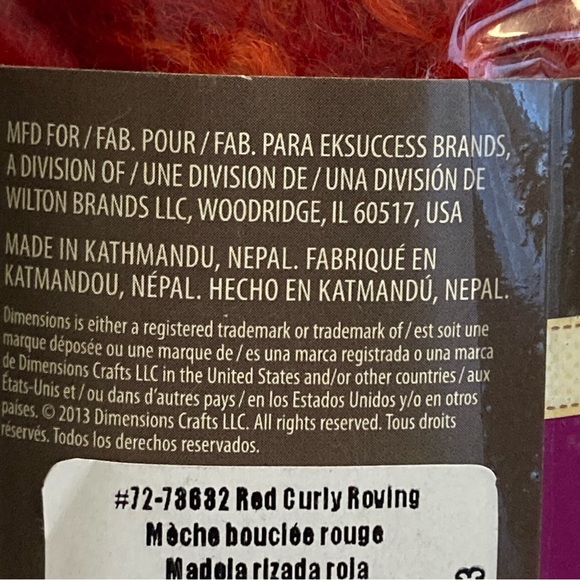 MFD FOR / FAB. POUR / FAB. PARA EKSUCCESS BRANDS,
A DIVISION OF / UNE DIVISION DE / UNA DIVISIÓN DE
WILTON BRANDS LLC, WOODRIDGE, IL 60517, USA
MADE IN KATHMANDU, NEPAL. FABRIQUÉ EN
KATMANDOU, NÉPAL. HECHO EN KATMANDÚ, NEPAL.
Dimensions is either a registered trademark or trademark of / est soit une
marque déposée ou une marque de / es una marca registrada o una marca
de Dimensions Crafts LLC in the United States and/or other countries / aux
États-Unis et / ou dans d'autres pays / en los Estados Unidos y/o en otros
países. © 2013 Dimensions Crafts LLC. All rights reserved. Tous droits
réservés. Todos los derechos reservados.
#72-73632 Red Curly Roving
Mèche bouclée rouge
Madeja rizada roja
3